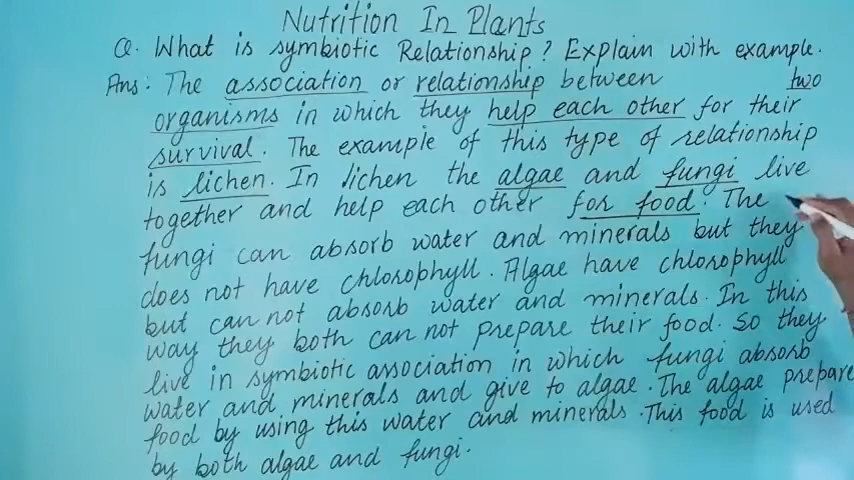 Nutrition In Plants
Q. What is symbiotic Relationship? Explain with example.
Ans: The association or relationship between two
organisms in which they help each other for their
survival. The example of this type of relationship
is lichen. In lichen the algae and fungi live
together and help each other for food. The
fungi can absorb water and minerals but they
does not have chlorophyll. Algae have chlorophyll
but can not absorb water and minerals. In this
way they both can not prepare their food. So they
live in symbiotic association in which fungi absorb
water and minerals and give to algae. The algae prepare
food by using this water and minerals. This food is used
by both algae and fungi.